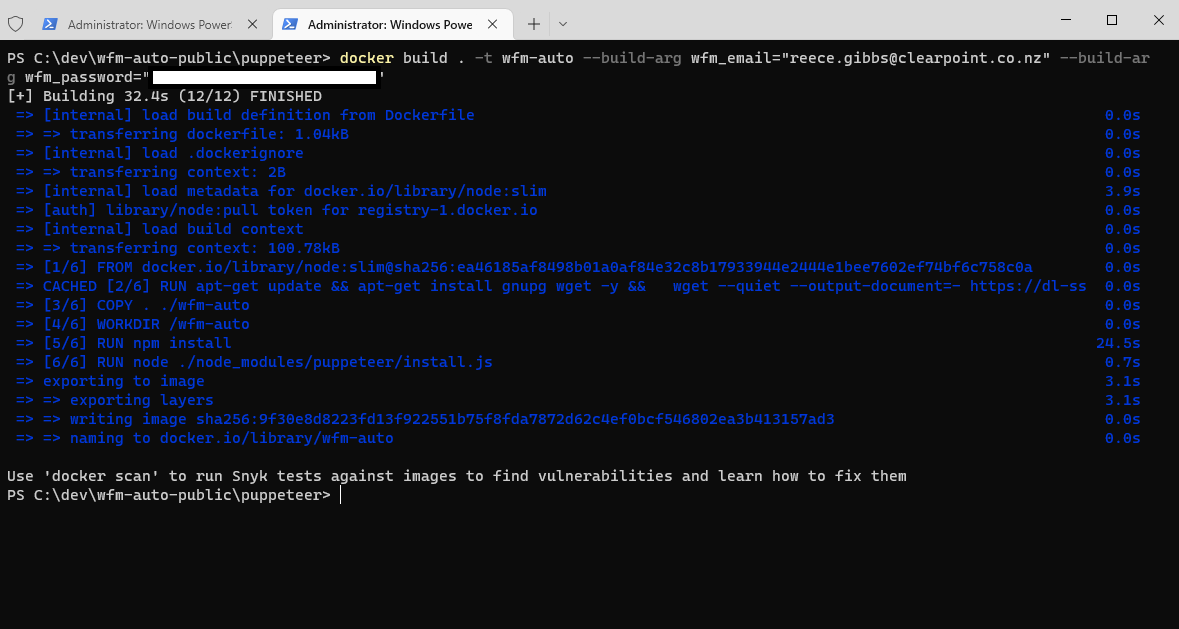 Administrator: Windows Power
Administrator: Windows Powe
PS C:\dev\wfm-auto-public\puppeteer> docker build . -t wfm-auto --build-arg wfm_email="reece.gibbs@clearpoint.co.nz" --build-ar
g wfm_password="
[+] Building 32.4s (12/12) FINISHED
=> [internal] load build definition from Dockerfile 0.0s
=> => transferring dockerfile: 1.04kB 0.0s
=> [internal] load .dockerignore 0.0s
=> => transferring context: 2B 0.0s
=> [internal] load metadata for docker.io/library/node:slim 3.9s
=> [auth] library/node:pull token for registry-1.docker.io 0.0s
=> [internal] load build context 0.0s
=> => transferring context: 100.78kB 0.0s
=> [1/6] FROM docker.io/library/node:slim@sha256:ea46185af8498b01a0af84e32c8b17933944e2444e1bee7602ef74bf6c758c0a 0.0s
=> CACHED [2/6] RUN apt-get update && apt-get install gnupg wget -y &&   wget --quiet --output-document=- https://dl-ss 0.0s
=> [3/6] COPY . ./wfm-auto 0.0s
=> [4/6] WORKDIR /wfm-auto 0.0s
=> [5/6] RUN npm install 24.5s
=> [6/6] RUN node ./node_modules/puppeteer/install.js 0.7s
=> exporting to image 3.1s
=> => exporting layers 3.1s
=> => writing image sha256:9f30e8d8223fd13f922551b75f8fda7872d62c4ef0bcf546802ea3b413157ad3 0.0s
=> => naming to docker.io/library/wfm-auto 0.0s
Use 'docker scan' to run Snyk tests against images to find vulnerabilities and learn how to fix them
PS C:\dev\wfm-auto-public\puppeteer>